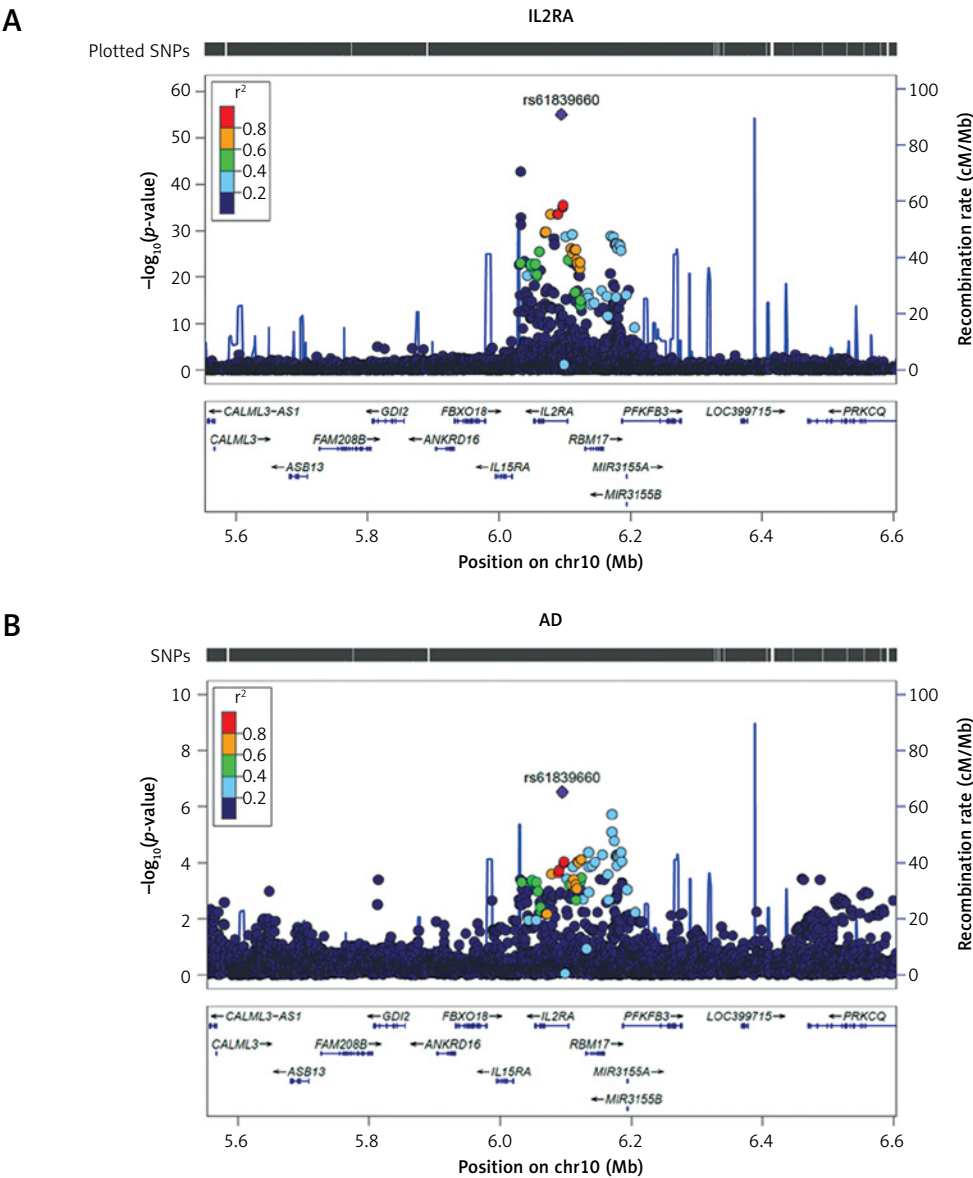 A
IL2RA
Plotted SNPs
r²
0.8
0.6
0.4
0.2
rs61839660
60
50
40
30
20
10
0
–log₁₀(p-value)
100
80
60
40
20
0
Recombination rate (cM/Mb)
←CALML3-AS1 ←GDI2 FBXO18→ ←IL2RA PFKFB3→ LOC399715→ ←PRKCQ
CALML3→ FAM208B→ ←ANKRD16 RBM17→
←ASB13 ←IL15RA MIR3155A→
←MIR3155B
5.6 5.8 6.0 6.2 6.4 6.6
Position on chr10 (Mb)
B
AD
SNPs
r²
0.8
0.6
0.4
0.2
rs61839660
10
8
6
4
2
0
–log₁₀(p-value)
100
80
60
40
20
0
Recombination rate (cM/Mb)
←CALML3-AS1 ←GDI2 FBXO18→ ←IL2RA PFKFB3→ LOC399715→ ←PRKCQ
CALML3→ FAM208B→ ←ANKRD16 RBM17→
←ASB13 ←IL15RA MIR3155A→
←MIR3155B
5.6 5.8 6.0 6.2 6.4 6.6
Position on chr10 (Mb)